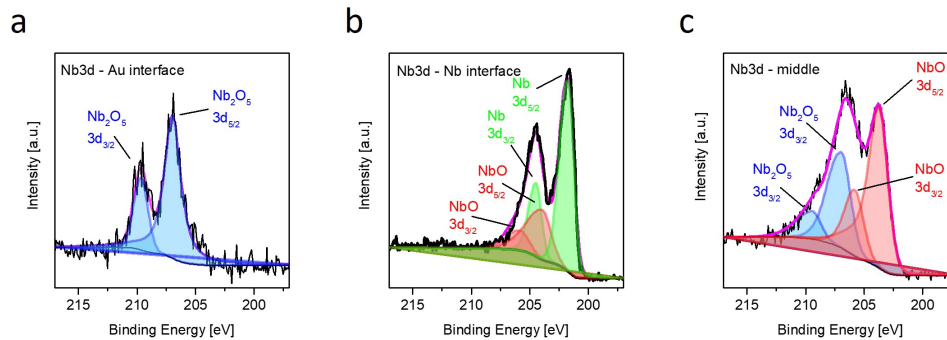 a
Nb3d - Au interface
Nb₂O₅
3d₅/₂
Nb₂O₅
3d₃/₂
Intensity [a.u.]
215 210 205 200
Binding Energy [eV]
b
Nb3d - Nb interface
Nb
3d₅/₂
Nb
3d₃/₂
NbO
3d₅/₂
NbO
3d₃/₂
Intensity [a.u.]
215 210 205 200
Binding Energy [eV]
c
Nb3d - middle
NbO
3d₅/₂
Nb₂O₅
3d₅/₂
Nb₂O₅
3d₃/₂
NbO
3d₃/₂
Intensity [a.u.]
215 210 205 200
Binding Energy [eV]